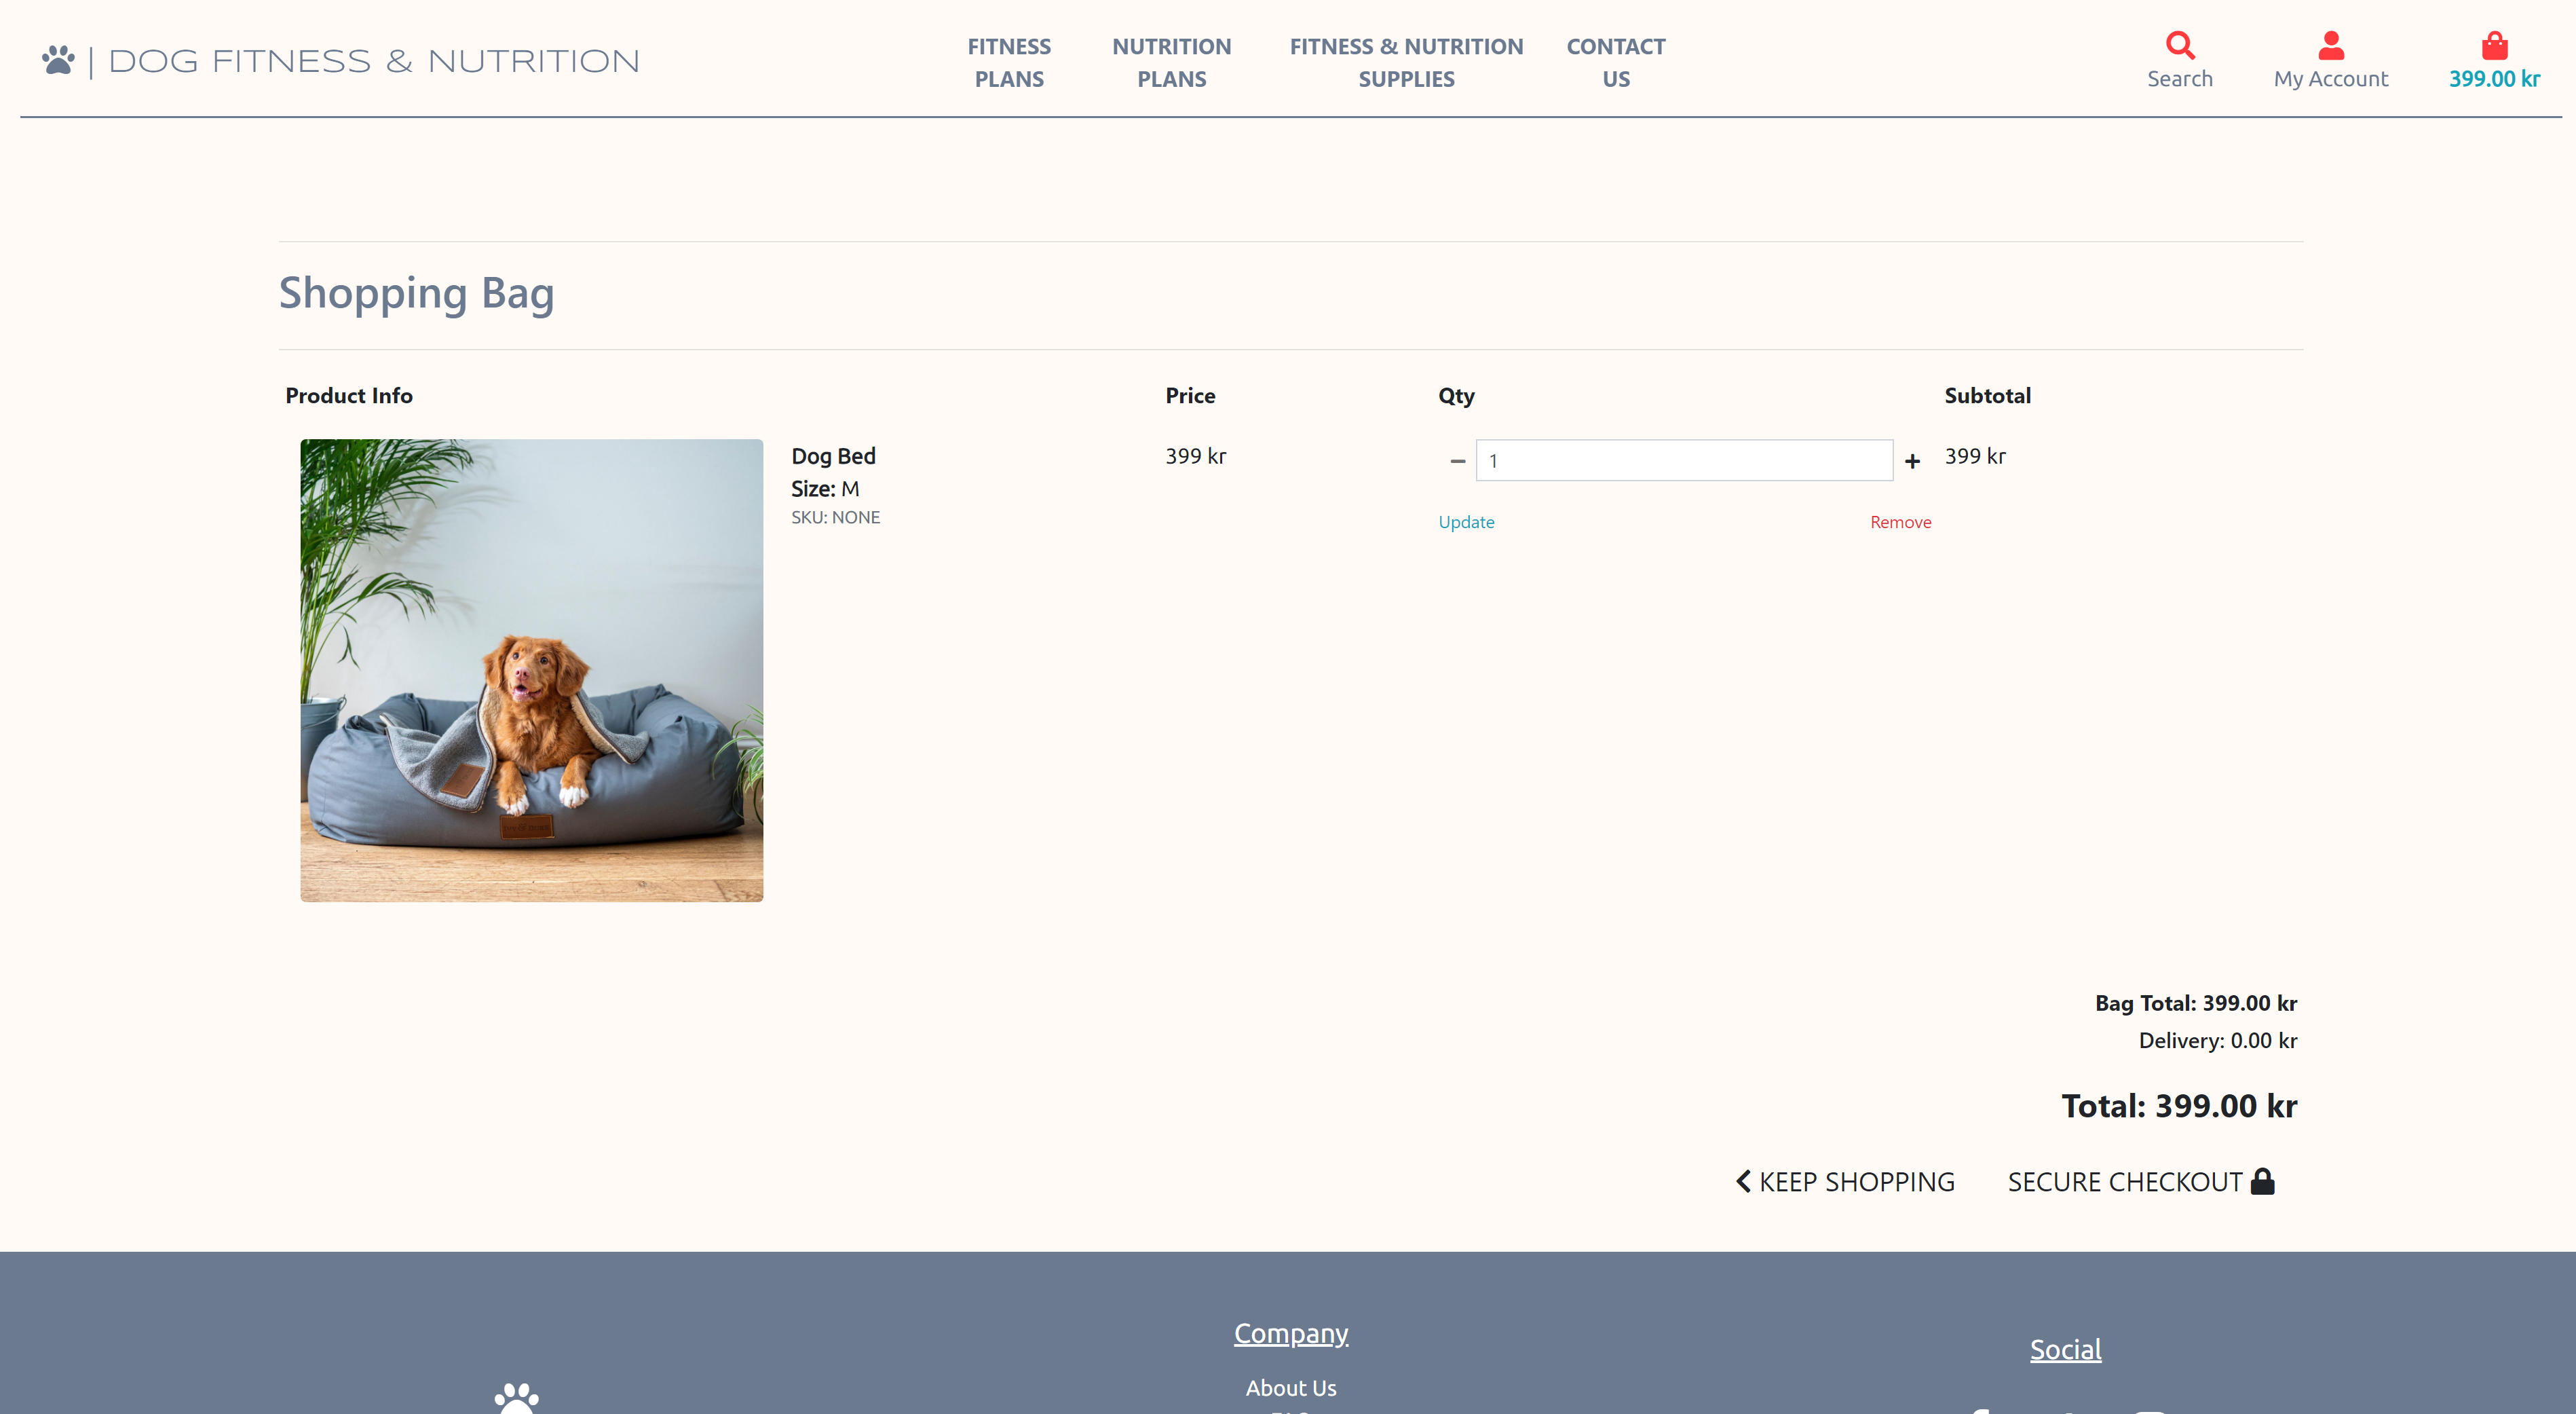 | DOG FITNESS & NUTRITION
FITNESS
PLANS
NUTRITION
PLANS
FITNESS & NUTRITION
SUPPLIES
CONTACT
US
Search
My Account
399.00 kr
Shopping Bag
Product Info
Price
Qty
Subtotal
Dog Bed
Size: M
SKU: NONE
399 kr
1
399 kr
Update
Remove
Bag Total: 399.00 kr
Delivery: 0.00 kr
Total: 399.00 kr
KEEP SHOPPING
SECURE CHECKOUT
Company
About Us
Social